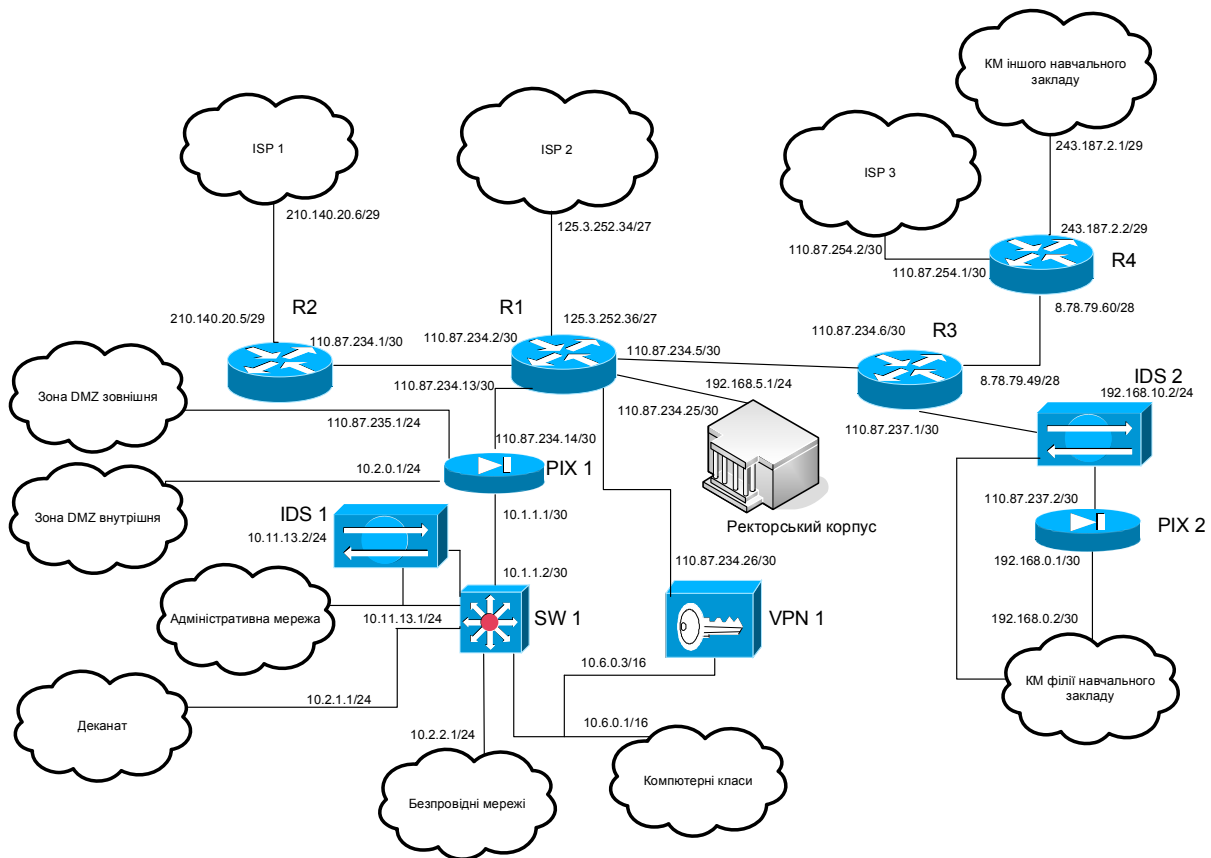 КМ іншого навчального
закладу
ISP 1
ISP 2
ISP 3
243.187.2.1/29
210.140.20.6/29
125.3.252.34/27
243.187.2.2/29
110.87.254.2/30
R4
110.87.254.1/30
R2
R1
8.78.79.60/28
210.140.20.5/29
125.3.252.36/27
110.87.234.1/30
110.87.234.2/30
110.87.234.6/30
R3
110.87.234.5/30
IDS 2
8.78.79.49/28
192.168.10.2/24
110.87.234.13/30
192.168.5.1/24
Зона DMZ зовнішня
110.87.235.1/24
110.87.234.25/30
110.87.237.1/30
110.87.234.14/30
10.2.0.1/24
PIX 1
Зона DMZ внутрішня
110.87.237.2/30
IDS 1
10.1.1.1/30
Ректорський корпус
PIX 2
10.11.13.2/24
110.87.234.26/30
192.168.0.1/30
10.1.1.2/30
Адміністративна мережа
10.11.13.1/24
SW 1
VPN 1
192.168.0.2/30
10.6.0.3/16
КМ філії навчального
закладу
10.2.1.1/24
Деканат
10.6.0.1/16
10.2.2.1/24
Компютерні класи
Безпровідні мережі